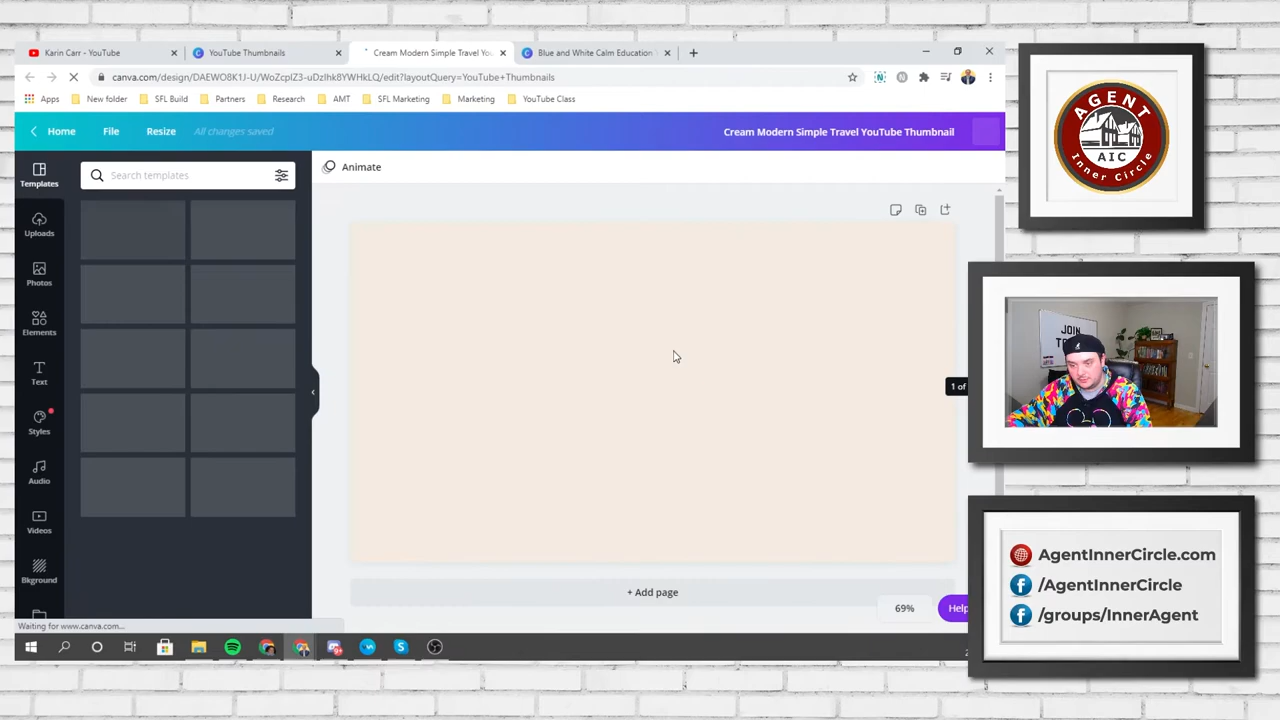 Karin Carr - YouTube
YouTube Thumbnails
Cream Modern Simple Travel Yo
Blue and White Calm Education
canva.com/design/DAEWO8K1J-U/WoZcplZ3-uDzIhk8YWHkLQ/edit?layoutQuery=YouTube+Thumbnails
Apps
New folder
SFL Build
Partners
Research
AMT
SFL Marketing
Marketing
YouTube Class
Home
File
Resize
All changes saved
Cream Modern Simple Travel YouTube Thumbnail
Templates
Search templates
Animate
Uploads
Photos
Elements
Text
Styles
Audio
Videos
Bkground
1 of
+ Add page
69%
Help
Waiting for www.canva.com...
AGENT
AIC
Inner Circle
JOIN
AgentInnerCircle.com
/AgentInnerCircle
/groups/InnerAgent